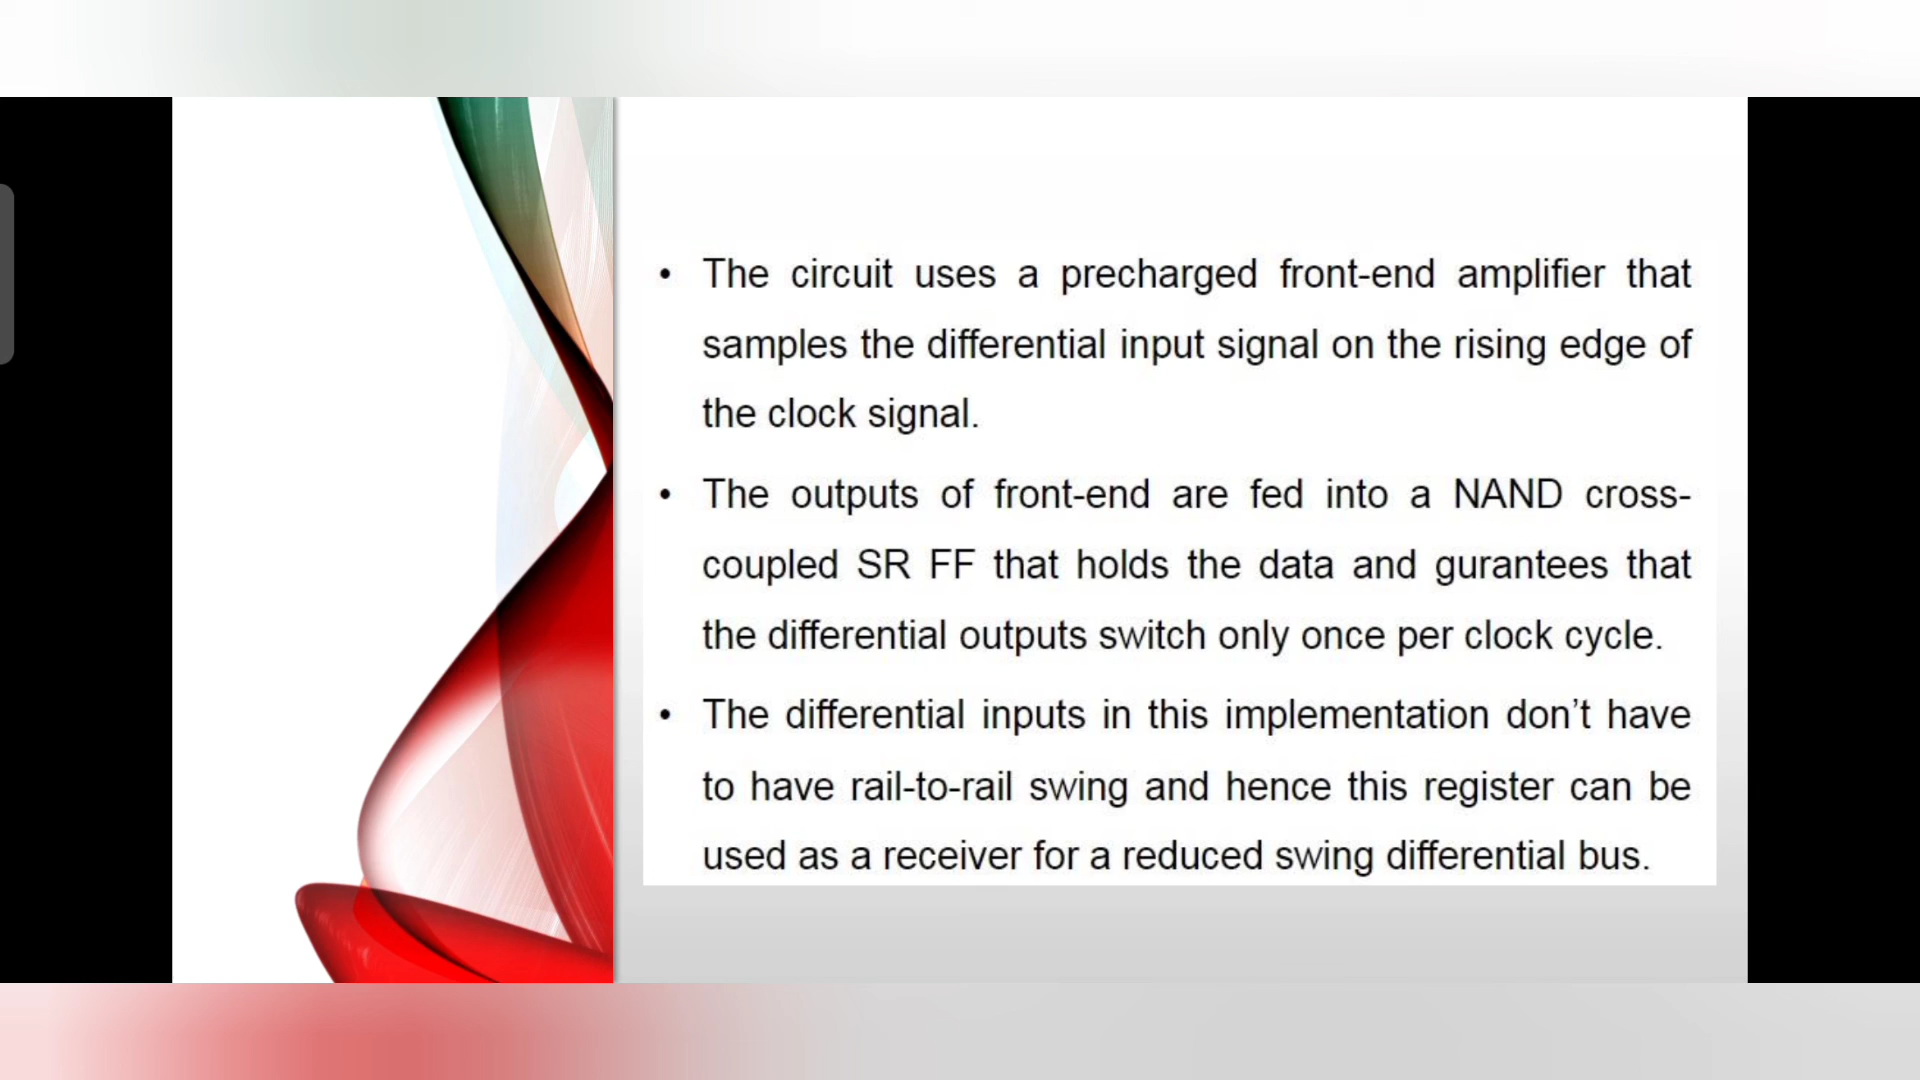 • The circuit uses a precharged front-end amplifier that
samples the differential input signal on the rising edge of
the clock signal.
• The outputs of front-end are fed into a NAND cross-
coupled SR FF that holds the data and gurantees that
the differential outputs switch only once per clock cycle.
• The differential inputs in this implementation don’t have
to have rail-to-rail swing and hence this register can be
used as a receiver for a reduced swing differential bus.